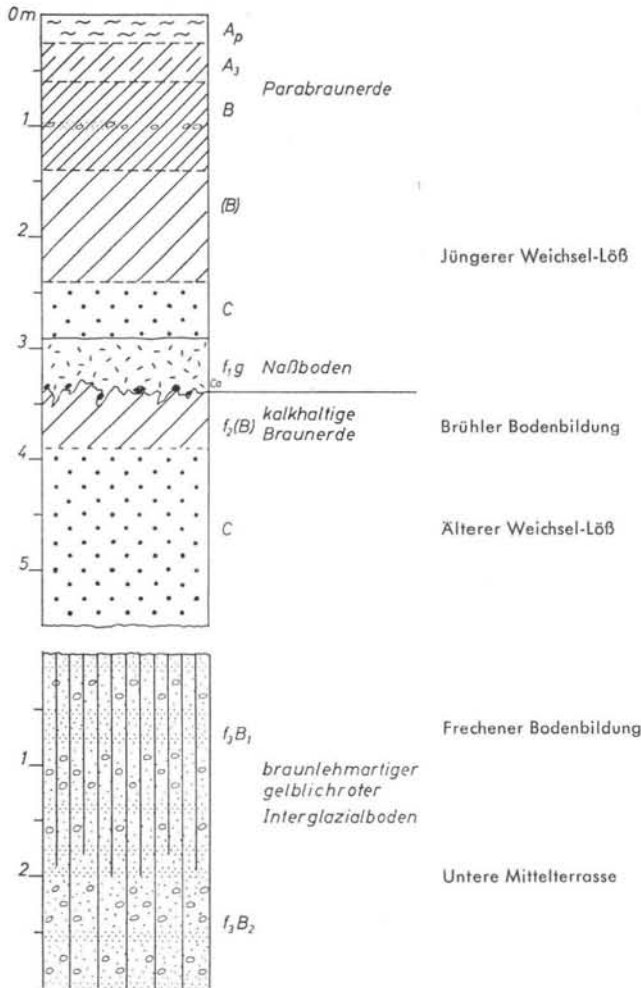 0m
Ap
A3
Parabraunerde
B
1
(B)
2
Jüngerer Weichsel-Löß
C
3
f1g Naßboden
Ca
f2(B) kalkhaltige
Braunerde
Brühler Bodenbildung
4
C
Älterer Weichsel-Löß
5
f3B1
Frechener Bodenbildung
1
braunlehmartiger
gelblichroter
Interglazialboden
2
Untere Mittelterrasse
f3B2